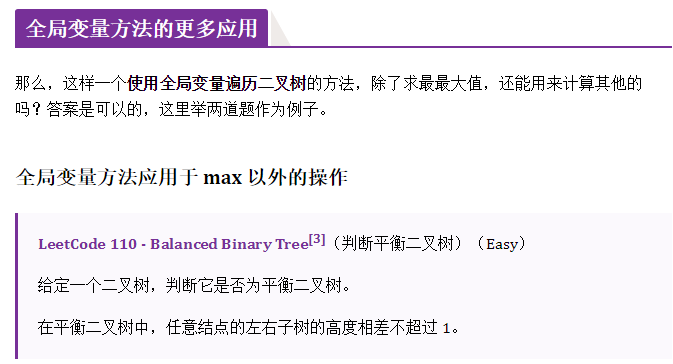 全局变量方法的更多应用
那么，这样一个使用全局变量遍历二叉树的方法，除了求最最大值，还能用来计算其他的
吗？答案是可以的，这里举两道题作为例子。
全局变量方法应用于 max 以外的操作
LeetCode 110 - Balanced Binary Tree[3]（判断平衡二叉树）（Easy）
给定一个二叉树，判断它是否为平衡二叉树。
在平衡二叉树中，任意结点的左右子树的高度相差不超过 1。